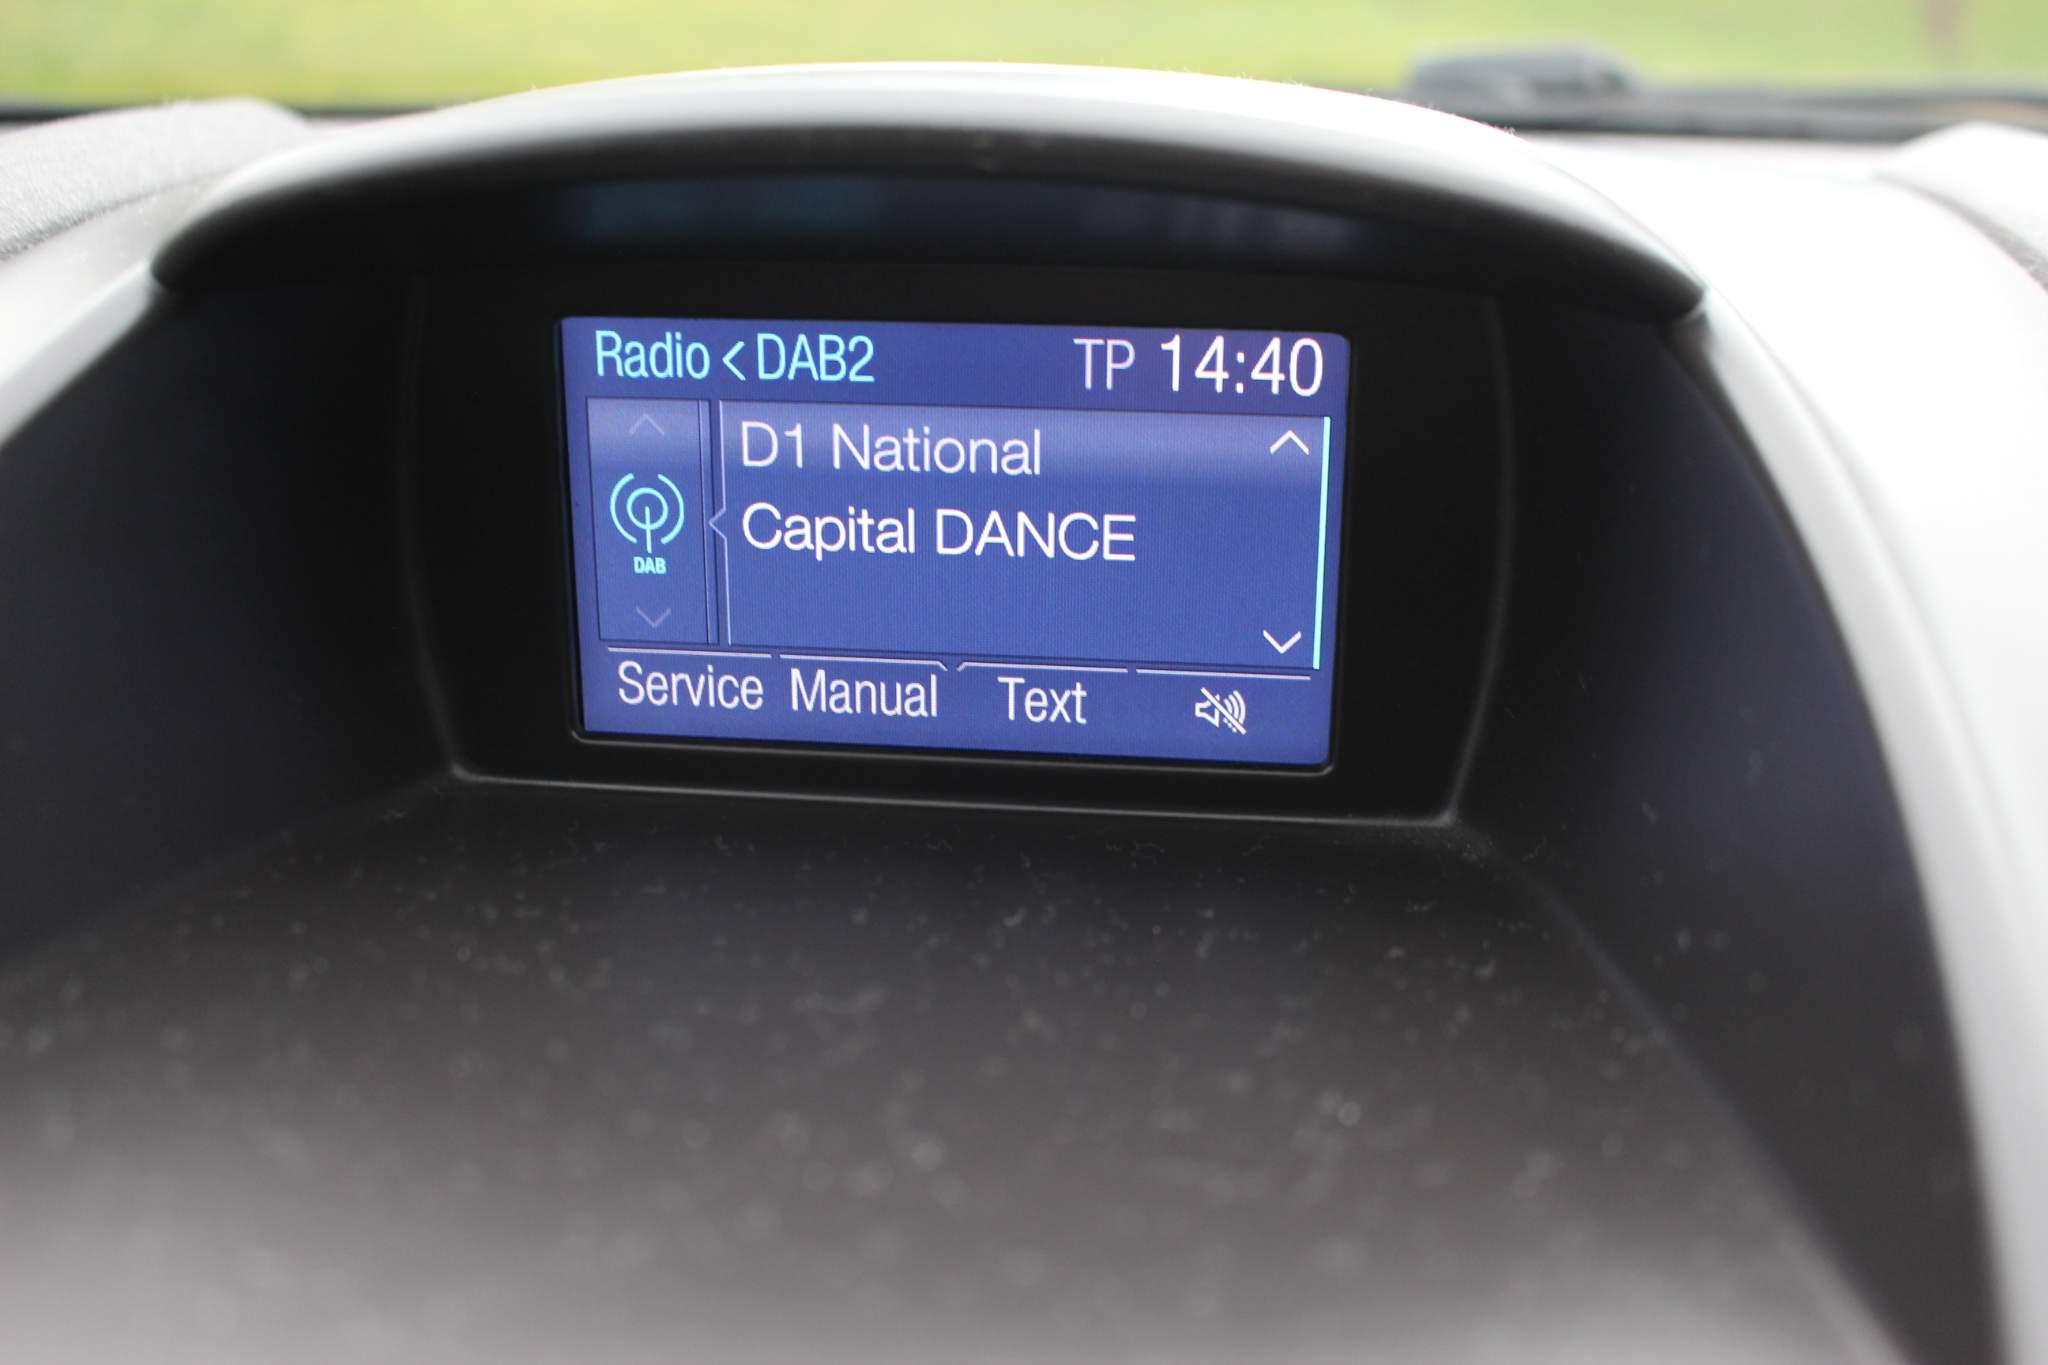 Radio < DAB2 TP 14:40
D1 National
Capital DANCE
DAB
Service Manual Text